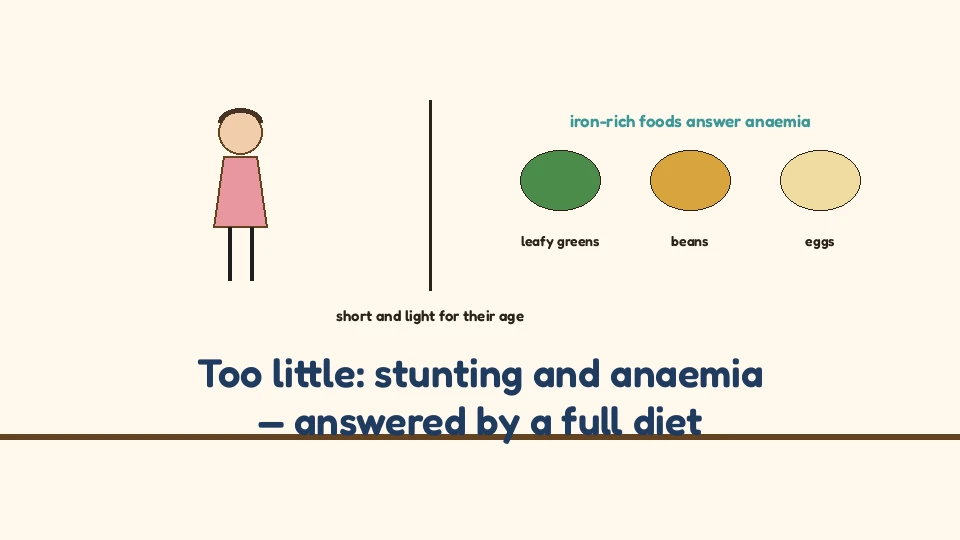 iron-rich foods answer anaemia
leafy greens
beans
eggs
short and light for their age
Too little: stunting and anaemia
— answered by a full diet